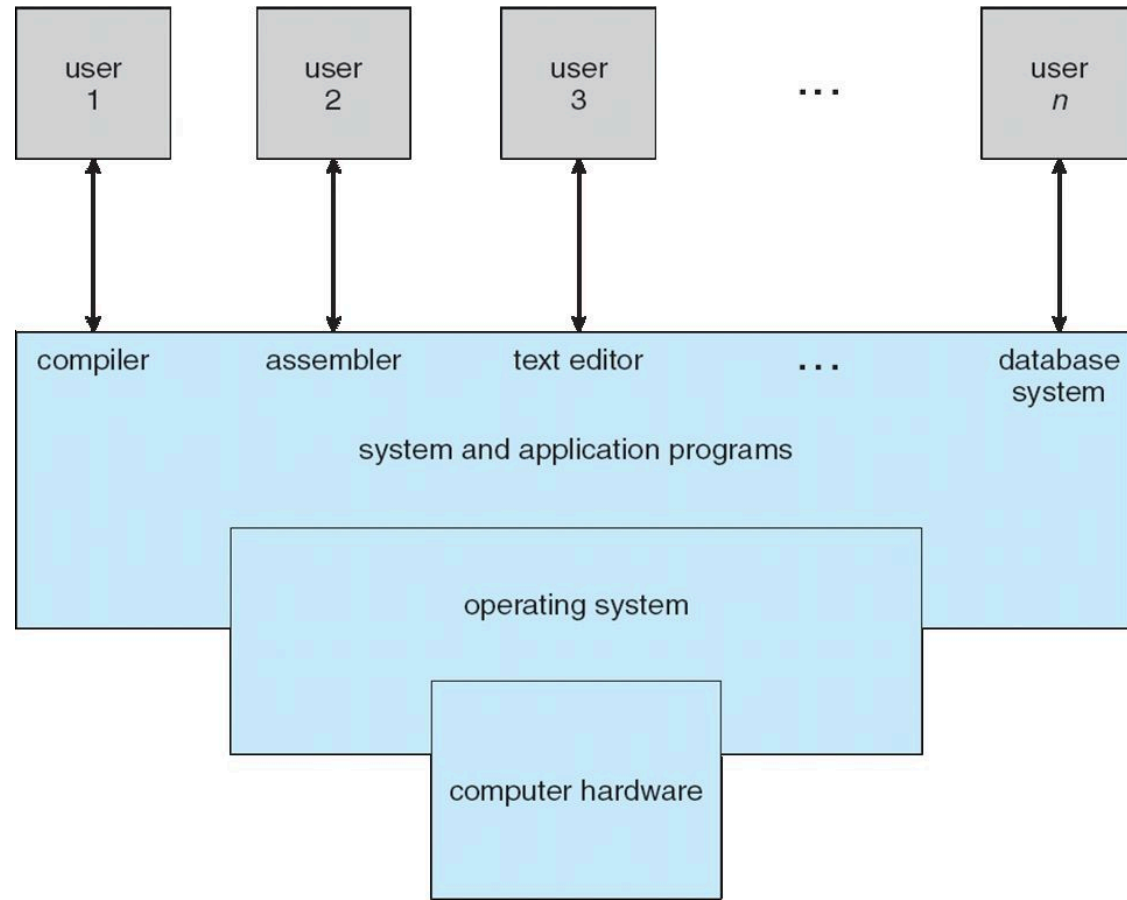 user
1
user
2
user
3
...
user
n
compiler
assembler
text editor
...
database
system
system and application programs
operating system
computer hardware